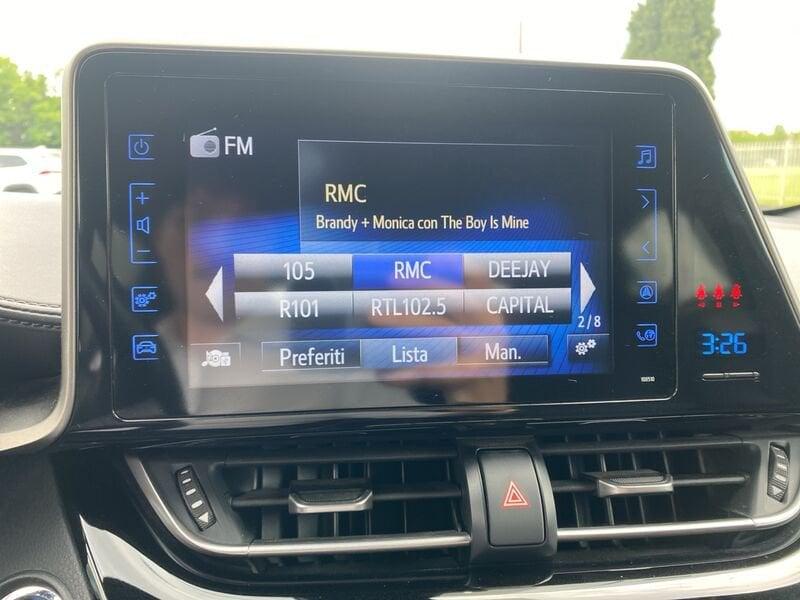 FM
RMC
Brandy + Monica con The Boy Is Mine
105 RMC DEEJAY
R101 RTL102.5 CAPITAL
2/8
Preferiti Lista Man.
3:26